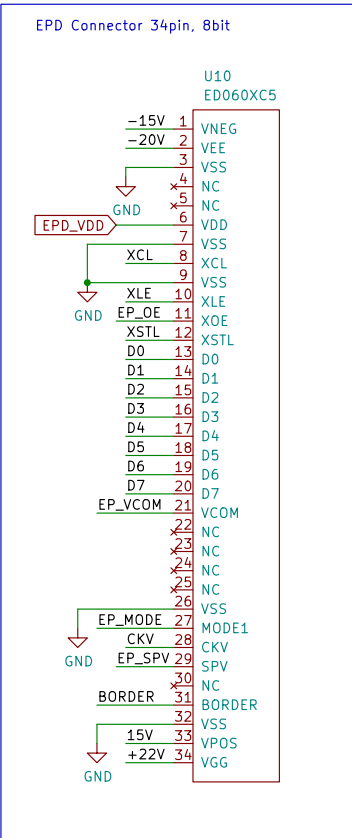 EPD Connector 34pin, 8bit
U10
ED060XC5
-15V 1 VNEG
-20V 2 VEE
3 VSS
4 NC
GND 5 NC
EPD_VDD 6 VDD
7 VSS
XCL 8 XCL
9 VSS
XLE 10 XLE
GND EP_OE 11 XOE
XSTL 12 XSTL
D0 13 D0
D1 14 D1
D2 15 D2
D3 16 D3
D4 17 D4
D5 18 D5
D6 19 D6
D7 20 D7
EP_VCOM 21 VCOM
22 NC
23 NC
24 NC
25 NC
26 VSS
EP_MODE 27 MODE1
CKV 28 CKV
GND EP_SPV 29 SPV
30 NC
BORDER 31 BORDER
32 VSS
15V 33 VPOS
+22V 34 VGG
GND